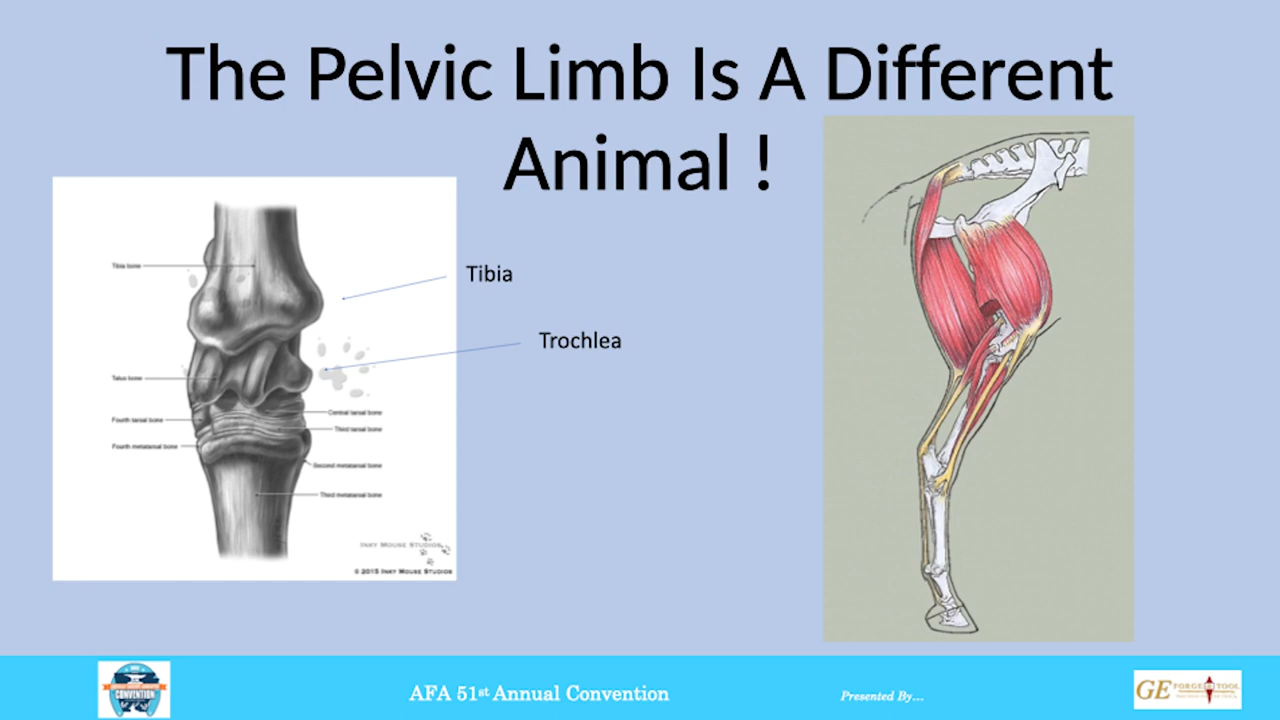 The Pelvic Limb Is A Different
Animal !
Tibia bone
Talus bone
Fourth tarsal bone
Fourth metatarsal bone
Central tarsal bone
Third tarsal bone
Second metatarsal bone
Third metatarsal bone
INKY MOUSE STUDIOS
© 2015 INKY MOUSE STUDIOS
Tibia
Trochlea
CONVENTION
AFA 51st Annual Convention
Presented By...
GE FORGE & TOOL